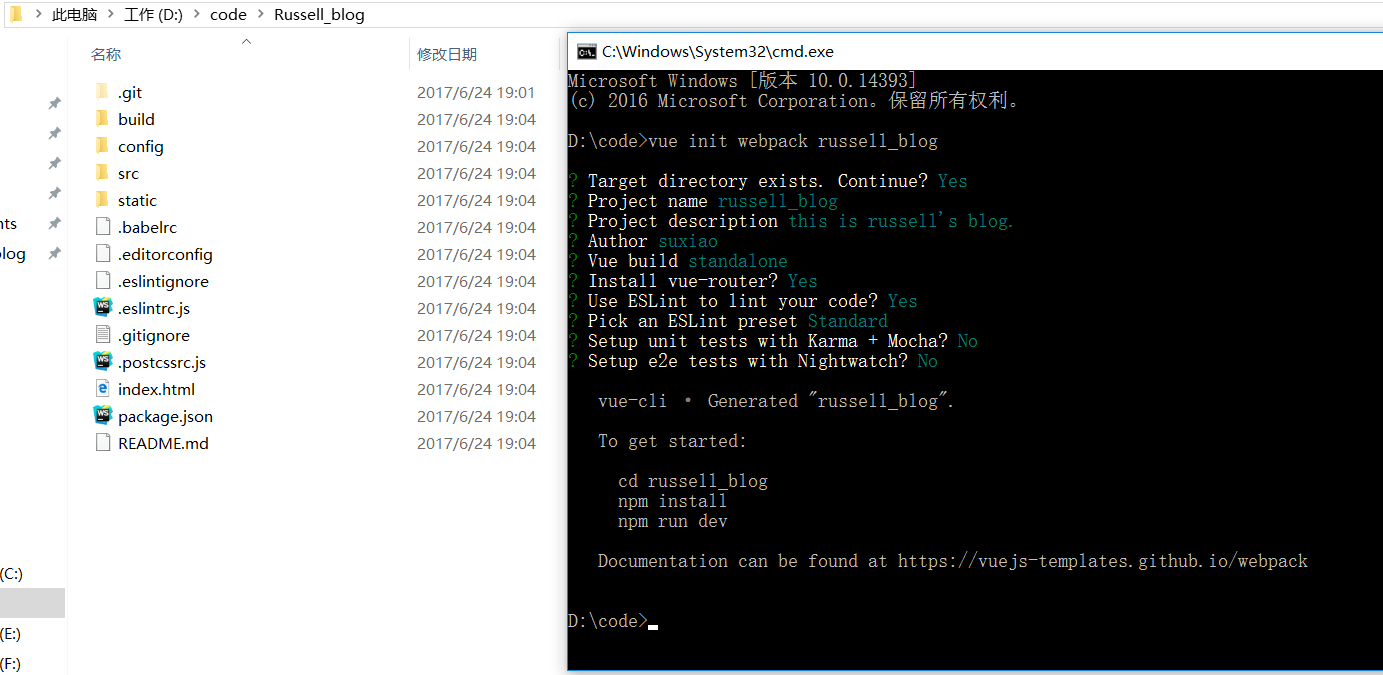 此电脑 > 工作 (D:) > code > Russell_blog
名称 修改日期
.git 2017/6/24 19:01
build 2017/6/24 19:04
config 2017/6/24 19:04
src 2017/6/24 19:04
static 2017/6/24 19:04
.babelrc 2017/6/24 19:04
.editorconfig 2017/6/24 19:04
.eslintignore 2017/6/24 19:04
.eslintrc.js 2017/6/24 19:04
.gitignore 2017/6/24 19:04
.postcssrc.js 2017/6/24 19:04
index.html 2017/6/24 19:04
package.json 2017/6/24 19:04
README.md 2017/6/24 19:04
nts
log
(C:)
(E:)
(F:)
C:\Windows\System32\cmd.exe
Microsoft Windows [版本 10.0.14393]
(c) 2016 Microsoft Corporation。保留所有权利。
D:\code>vue init webpack russell_blog
? Target directory exists. Continue? Yes
? Project name russell_blog
? Project description this is russell's blog.
? Author suxiao
? Vue build standalone
? Install vue-router? Yes
? Use ESLint to lint your code? Yes
? Pick an ESLint preset Standard
? Setup unit tests with Karma + Mocha? No
? Setup e2e tests with Nightwatch? No
vue-cli · Generated "russell_blog".
To get started:
cd russell_blog
npm install
npm run dev
Documentation can be found at https://vuejs-templates.github.io/webpack
D:\code>